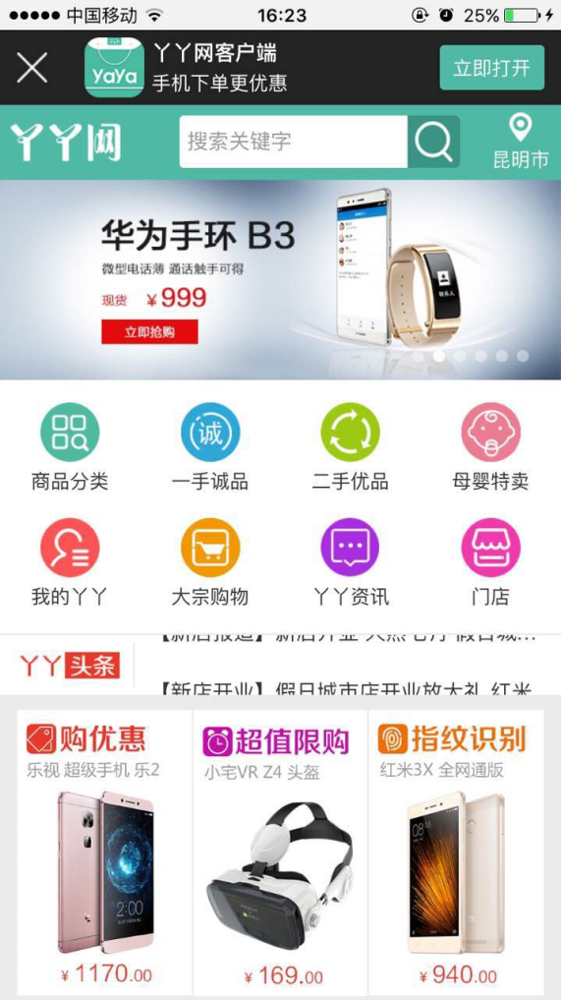 中国移动
16:23
25%
YaYa
丫丫网客户端
手机下单更优惠
立即打开
丫丫网
搜索关键字
昆明市
华为手环 B3
微型电话薄 通话触手可得
现货 ￥999
立即抢购
联系人
商品分类
诚
一手诚品
二手优品
母婴特卖
我的丫丫
大宗购物
丫丫资讯
门店
丫丫头条
【新店开业】假日城市店开业放大礼 红米
购优惠
乐视 超级手机 乐2
2:00
￥1170.00
超值限购
小宅VR Z4 头盔
￥169.00
指纹识别
红米3X 全网通版
08:16
￥940.00